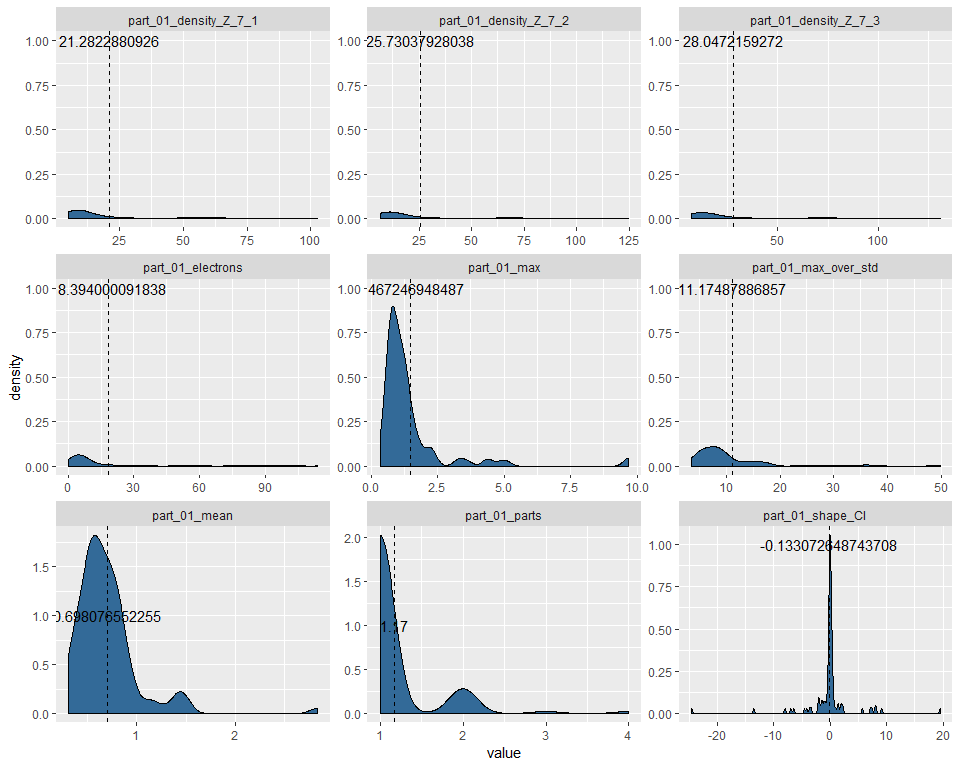 part_01_density_Z_7_1 part_01_density_Z_7_2 part_01_density_Z_7_3
1.00 21.2822880926 1.00 25.73037928038 1.00 28.0472159272
0.75 0.75 0.75
0.50 0.50 0.50
0.25 0.25 0.25
0.00 0.00 0.00
25 50 75 100 25 50 75 100 125 50 100
part_01_electrons part_01_max part_01_max_over_std
1.00 8.394000091838 1.00 467246948487 1.00 11.17487886857
0.75 0.75 0.75
0.50 0.50 0.50
0.25 0.25 0.25
0.00 0.00 0.00
0 30 60 90 0.0 2.5 5.0 7.5 10.0 10 20 30 40 50
density
part_01_mean part_01_parts part_01_shape_CI
2.0 1.00 -0.133072648743708
1.5 1.5 0.75
1.0 0.698076552255 1.0 1.17 0.50
0.5 0.5 0.25
0.0 0.0 0.00
1 2 1 2 3 4 -20 -10 0 10 20
value